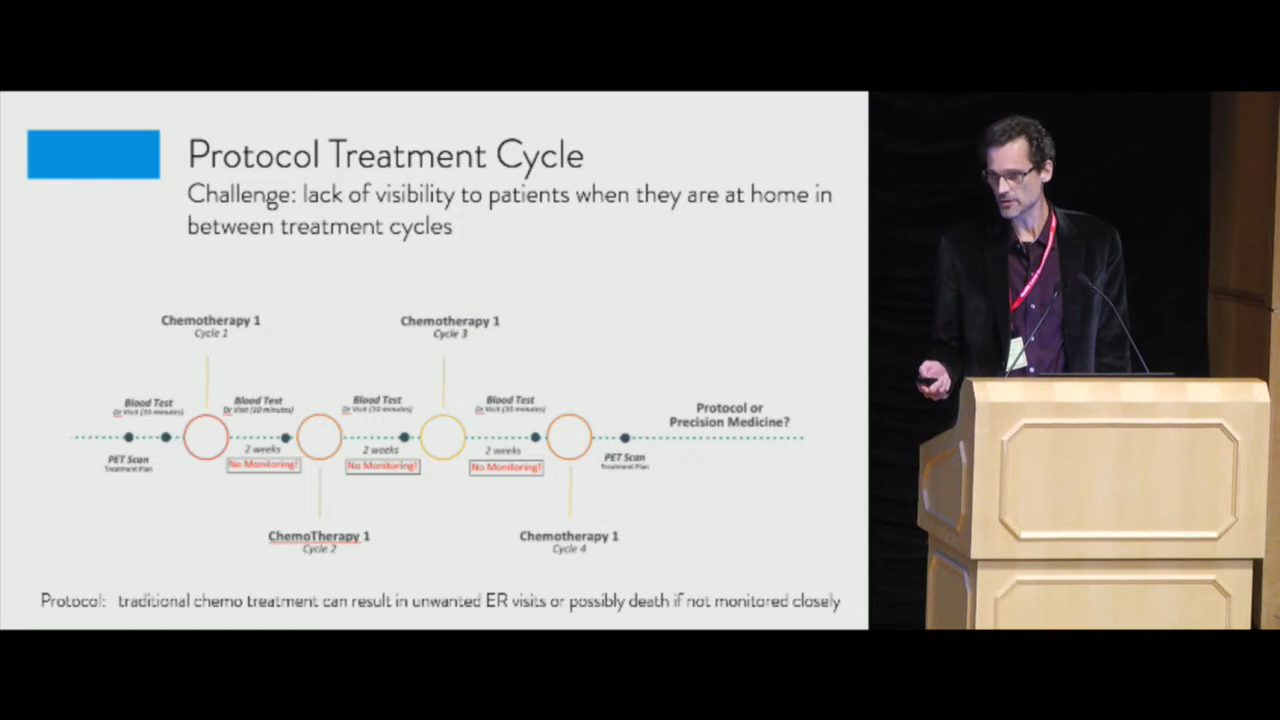 Protocol Treatment Cycle
Challenge: lack of visibility to patients when they are at home in
between treatment cycles
Chemotherapy 1
Cycle 1
Chemotherapy 1
Cycle 3
Blood Test
Dr Visit (10 minutes)
Blood Test
Dr Visit (10 minutes)
Blood Test
Dr Visit (10 minutes)
Blood Test
Dr Visit (10 minutes)
Protocol or
Precision Medicine?
PET Scan
Treatment Plan
2 weeks
No Monitoring!
2 weeks
No Monitoring!
2 weeks
No Monitoring!
PET Scan
Treatment Plan
ChemoTherapy 1
Cycle 2
Chemotherapy 1
Cycle 4
Protocol: traditional chemo treatment can result in unwanted ER visits or possibly death if not monitored closely